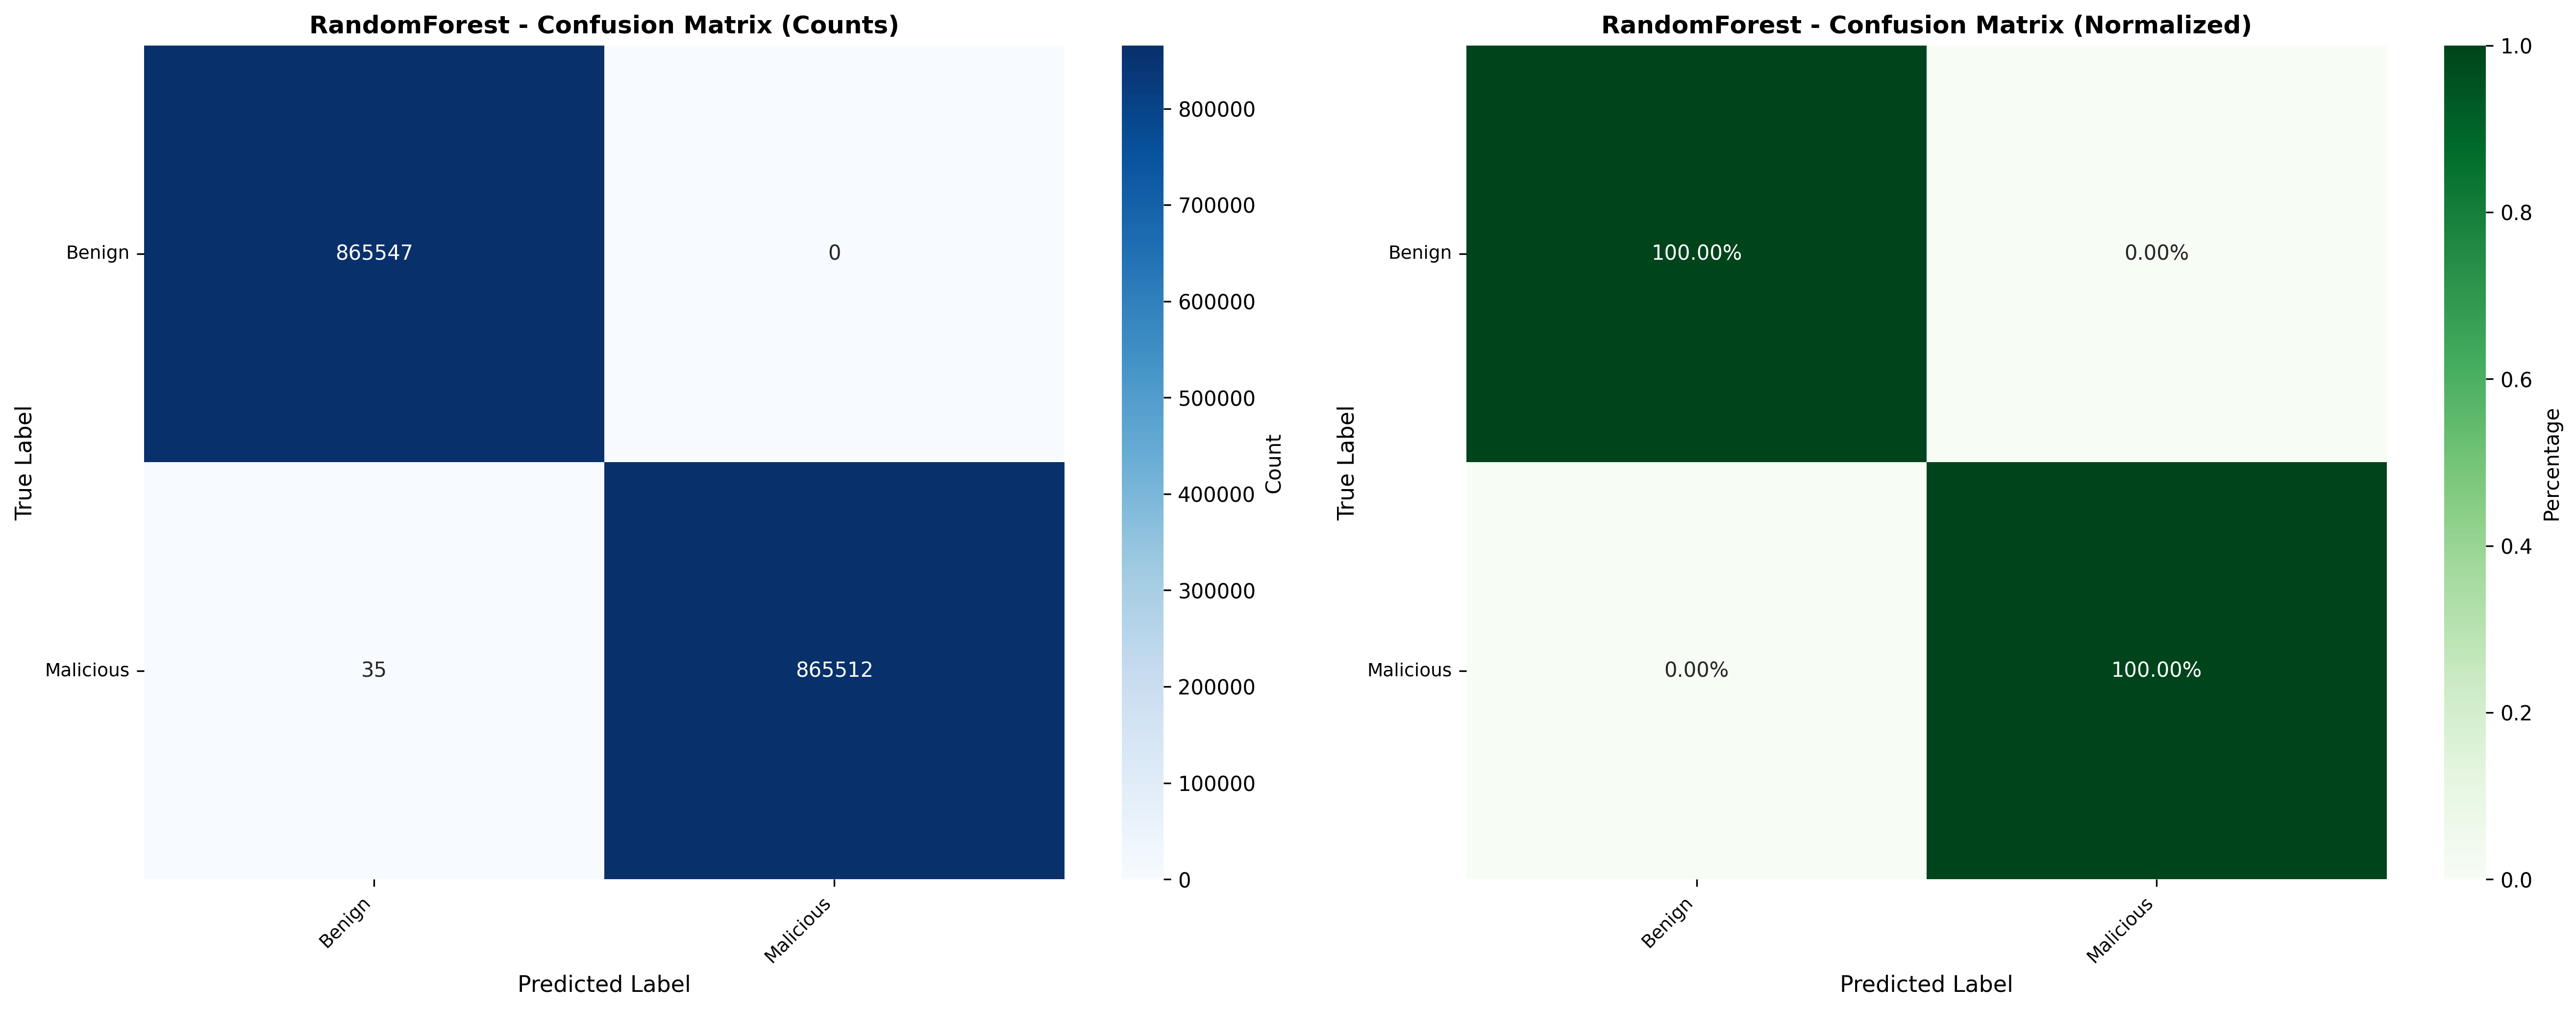 RandomForest - Confusion Matrix (Counts)
True Label
Benign
Malicious
865547
0
35
865512
Benign
Malicious
Predicted Label
800000
700000
600000
500000
400000
300000
200000
100000
0
Count
RandomForest - Confusion Matrix (Normalized)
True Label
Benign
Malicious
100.00%
0.00%
0.00%
100.00%
Benign
Malicious
Predicted Label
1.0
0.8
0.6
0.4
0.2
0.0
Percentage